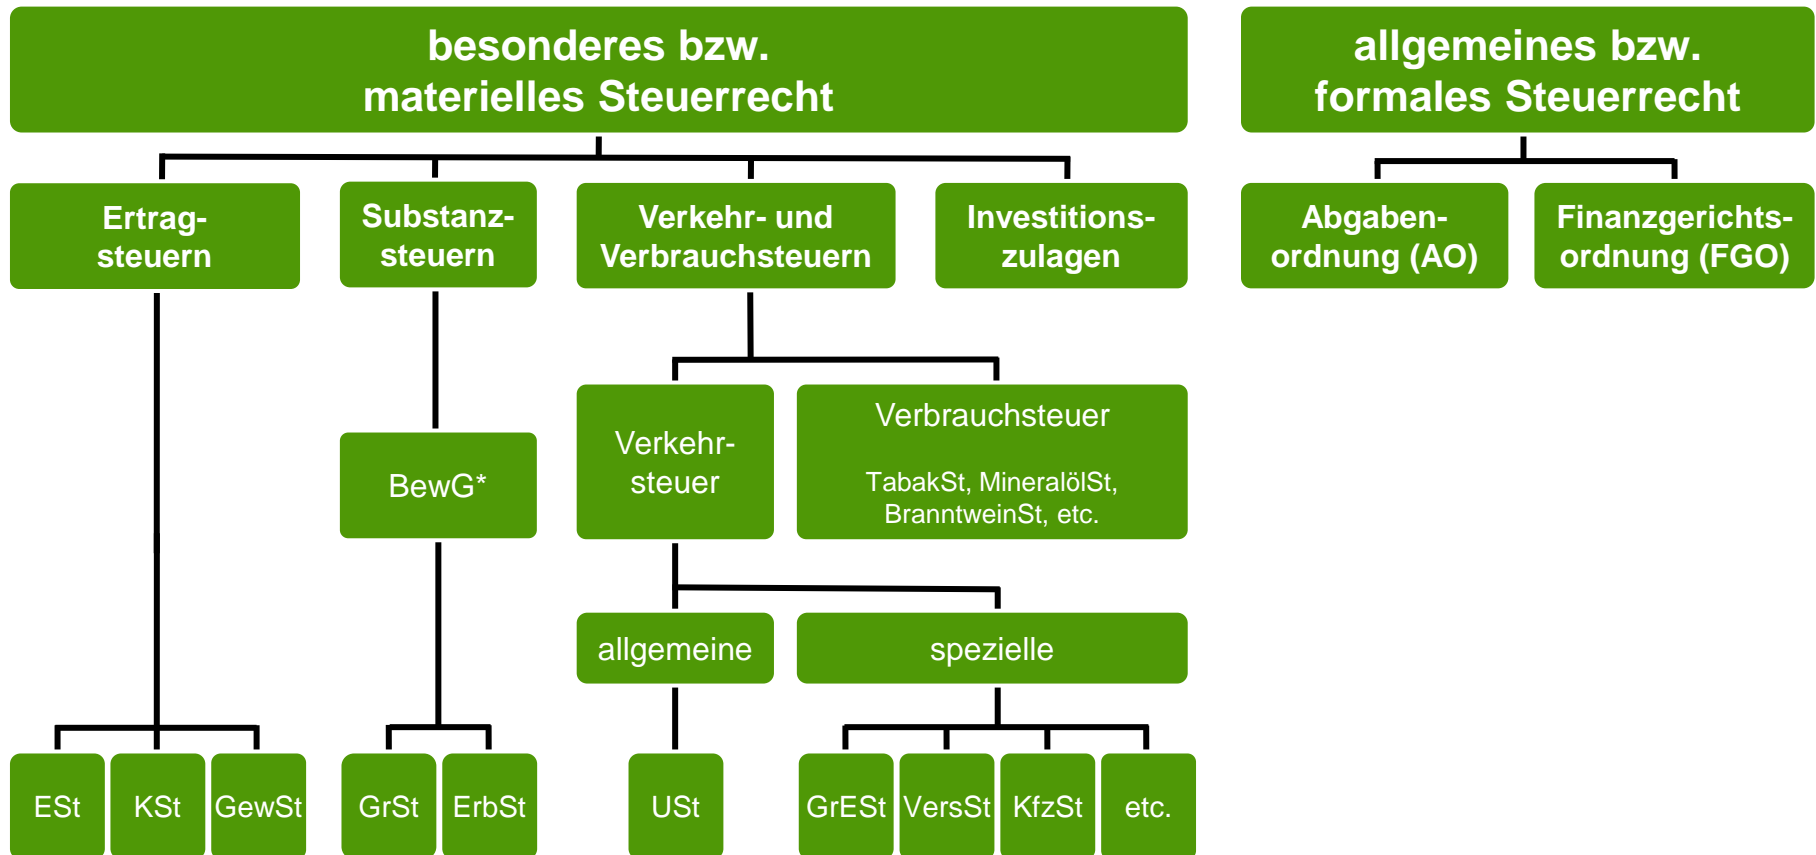 besonderes bzw.
materielles Steuerrecht
allgemeines bzw.
formales Steuerrecht
Ertrag-
steuern
Substanz-
steuern
Verkehr- und
Verbrauchsteuern
Investitions-
zulagen
Abgaben-
ordnung (AO)
Finanzgerichts-
ordnung (FGO)
BewG*
Verkehr-
steuer
Verbrauchsteuer
TabakSt, MineralölSt,
BranntweinSt, etc.
allgemeine
spezielle
ESt
KSt
GewSt
GrSt
ErbSt
USt
GrESt
VersSt
KfzSt
etc.